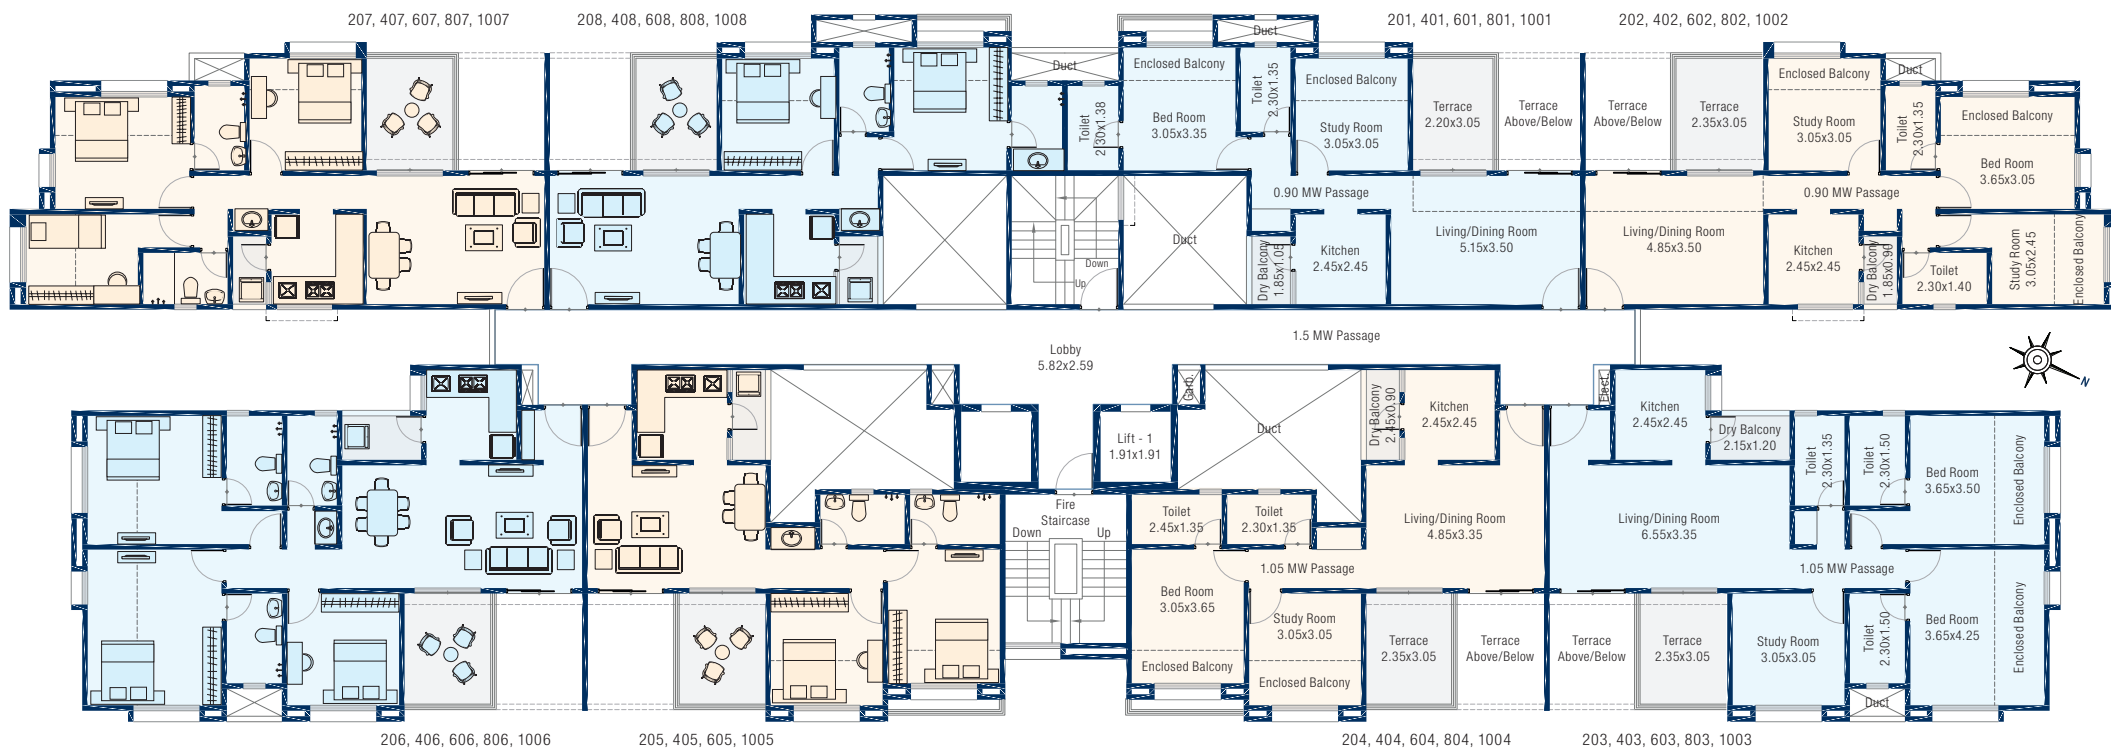 207, 407, 607, 807, 1007
208, 408, 608, 808, 1008
201, 401, 601, 801, 1001
202, 402, 602, 802, 1002
Duct
Duct
Toilet
2.30x1.38
Enclosed Balcony
Bed Room
3.05x3.35
Toilet
2.30x1.35
Enclosed Balcony
Study Room
3.05x3.05
Terrace
2.20x3.05
Terrace
Above/Below
Terrace
Above/Below
Terrace
2.35x3.05
Enclosed Balcony
Study Room
3.05x3.05
Duct
Toilet
2.30x1.35
Enclosed Balcony
Bed Room
3.65x3.05
0.90 MW Passage
0.90 MW Passage
Down
Up
Duct
Dry Balcony
1.85x1.05
Kitchen
2.45x2.45
Living/Dining Room
5.15x3.50
Living/Dining Room
4.85x3.50
Kitchen
2.45x2.45
Dry Balcony
1.85x0.90
Toilet
2.30x1.40
Study Room
3.05x2.45
Enclosed Balcony
1.5 MW Passage
Lobby
5.82x2.59
N
Garb.
Elect.
Lift - 1
1.91x1.91
Duct
Dry Balcony
2.45x0.90
Kitchen
2.45x2.45
Kitchen
2.45x2.45
Dry Balcony
2.15x1.20
Toilet
2.30x1.35
Toilet
2.30x1.50
Bed Room
3.65x3.50
Enclosed Balcony
Fire
Staircase
Down
Up
Toilet
2.45x1.35
Toilet
2.30x1.35
Living/Dining Room
4.85x3.35
Living/Dining Room
6.55x3.35
1.05 MW Passage
1.05 MW Passage
Bed Room
3.05x3.65
Enclosed Balcony
Study Room
3.05x3.05
Enclosed Balcony
Terrace
2.35x3.05
Terrace
Above/Below
Terrace
Above/Below
Terrace
2.35x3.05
Study Room
3.05x3.05
Toilet
2.30x1.50
Duct
Bed Room
3.65x4.25
Enclosed Balcony
206, 406, 606, 806, 1006
205, 405, 605, 1005
204, 404, 604, 804, 1004
203, 403, 603, 803, 1003